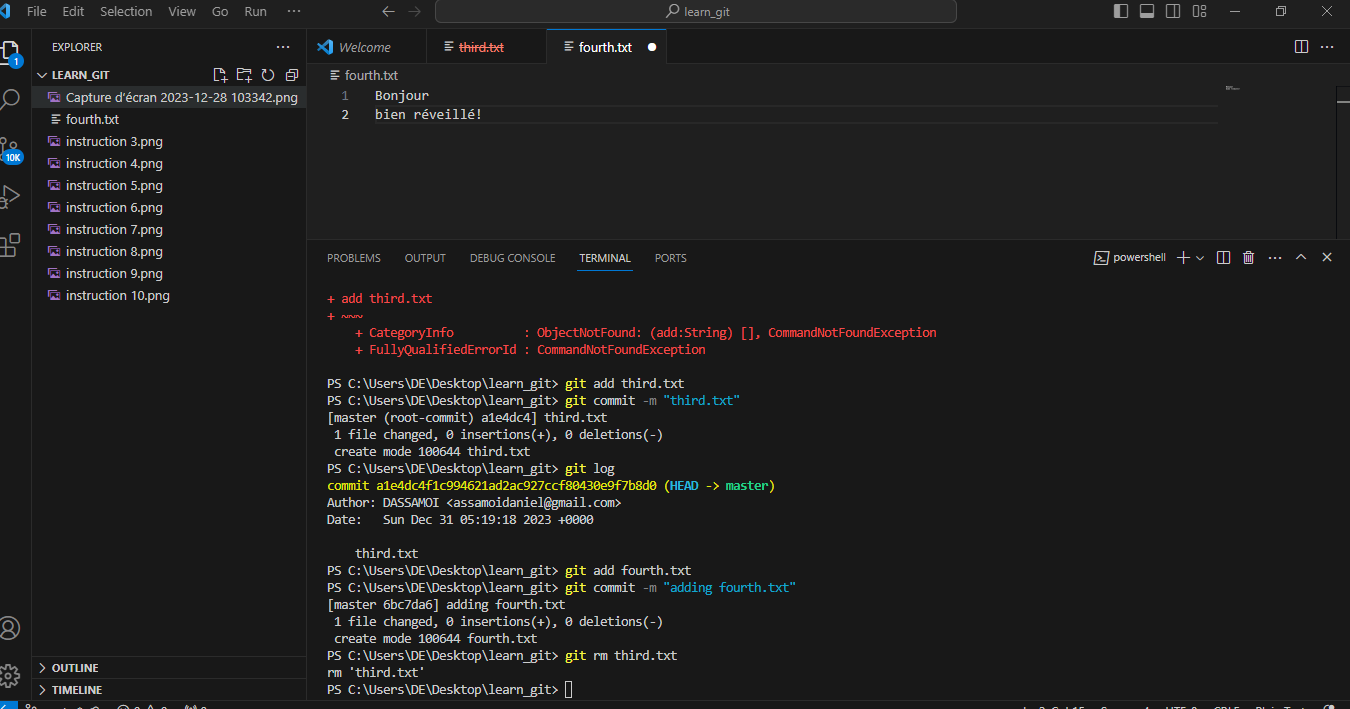 File Edit Selection View Go Run ··· learn_git
EXPLORER ···
Welcome third.txt fourth.txt
1
LEARN_GIT
fourth.txt
Capture d'écran 2023-12-28 103342.png
fourth.txt
instruction 3.png
instruction 4.png
instruction 5.png
instruction 6.png
instruction 7.png
instruction 8.png
instruction 9.png
instruction 10.png
10K
OUTLINE
TIMELINE
1 Bonjour
2 bien réveillé!
PROBLEMS OUTPUT DEBUG CONSOLE TERMINAL PORTS powershell
+ add third.txt
+ ~~~
+ CategoryInfo : ObjectNotFound: (add:String) [], CommandNotFoundException
+ FullyQualifiedErrorId : CommandNotFoundException
PS C:\Users\DE\Desktop\learn_git> git add third.txt
PS C:\Users\DE\Desktop\learn_git> git commit -m "third.txt"
[master (root-commit) a1e4dc4] third.txt
1 file changed, 0 insertions(+), 0 deletions(-)
create mode 100644 third.txt
PS C:\Users\DE\Desktop\learn_git> git log
commit a1e4dc4f1c994621ad2ac927ccf80430e9f7b8d0 (HEAD -> master)
Author: DASSAMOI <assamoidaniel@gmail.com>
Date: Sun Dec 31 05:19:18 2023 +0000
third.txt
PS C:\Users\DE\Desktop\learn_git> git add fourth.txt
PS C:\Users\DE\Desktop\learn_git> git commit -m "adding fourth.txt"
[master 6bc7da6] adding fourth.txt
1 file changed, 0 insertions(+), 0 deletions(-)
create mode 100644 fourth.txt
PS C:\Users\DE\Desktop\learn_git> git rm third.txt
rm 'third.txt'
PS C:\Users\DE\Desktop\learn_git>